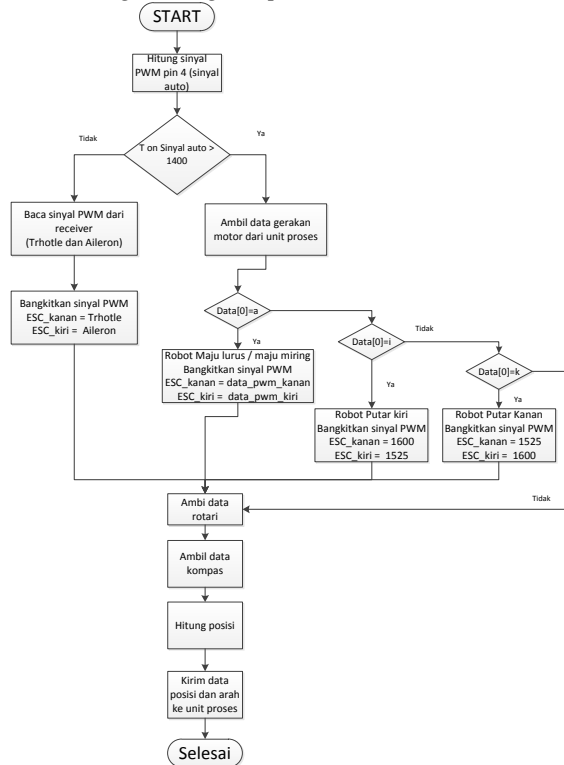 START
Hitung sinyal
PWM pin 4 (sinyal
auto)
T on Sinyal auto >
1400
Tidak
Ya
Baca sinyal PWM dari
receiver
(Trhotle dan Aileron)
Ambil data gerakan
motor dari unit proses
Bangkitkan sinyal PWM
ESC_kanan = Trhotle
ESC_kiri = Aileron
Data[0]=a
Data[0]=i
Tidak
Data[0]=k
Ya
Robot Maju lurus / maju miring
Bangkitkan sinyal PWM
ESC_kanan = data_pwm_kanan
ESC_kiri = data_pwm_kiri
Ya
Robot Putar kiri
Bangkitkan sinyal PWM
ESC_kanan = 1600
ESC_kiri = 1525
Ya
Robot Putar Kanan
Bangkitkan sinyal PWM
ESC_kanan = 1525
ESC_kiri = 1600
Tidak
Ambi data
rotari
Ambil data
kompas
Hitung posisi
Kirim data
posisi dan arah
ke unit proses
Selesai